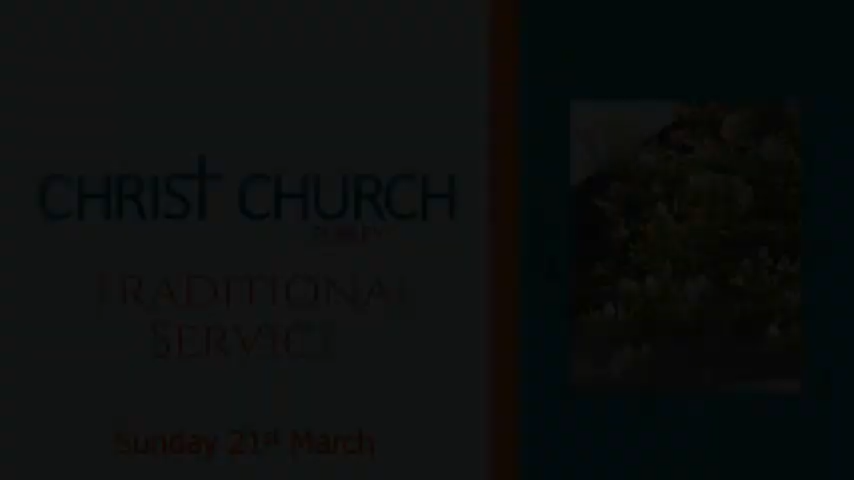 CHRIST CHURCH
TRADITIONAL
SERVICE
Sunday 21st March